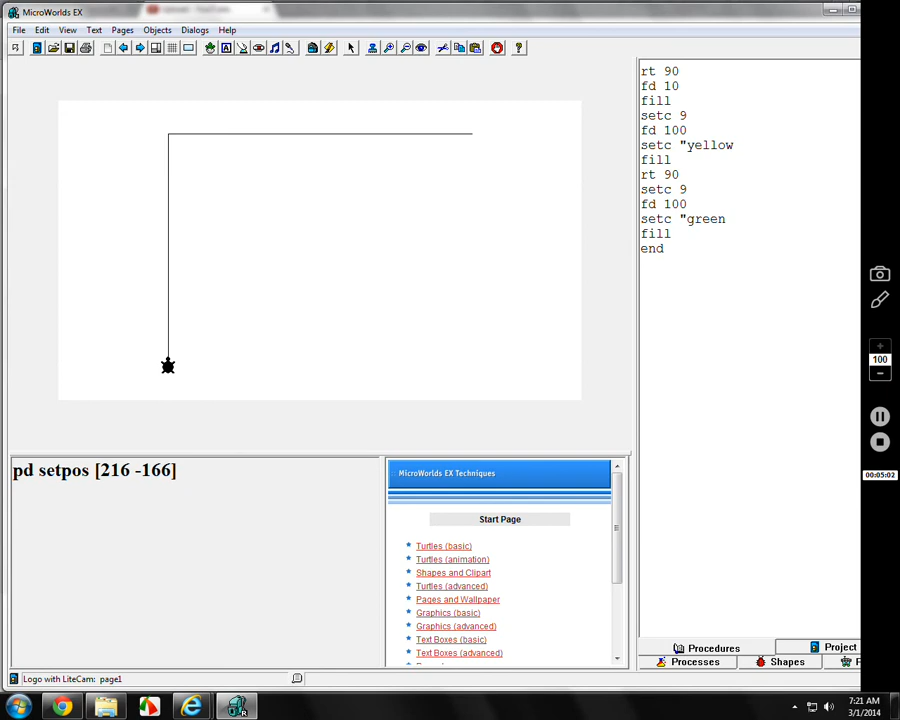 MicroWorlds EX
File Edit View Text Pages Objects Dialogs Help
rt 90
fd 10
fill
setc 9
fd 100
setc "yellow
fill
rt 90
setc 9
fd 100
setc "green
fill
end
100
00:05:02
pd setpos [216 -166]
MicroWorlds EX Techniques
Start Page
Turtles (basic)
Turtles (animation)
Shapes and Clipart
Turtles (advanced)
Pages and Wallpaper
Graphics (basic)
Graphics (advanced)
Text Boxes (basic)
Text Boxes (advanced)
Procedures Project
Processes Shapes F
Logo with LiteCam: page1
7:21 AM
3/1/2014